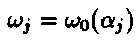 ω_j = ω_0(α_j)